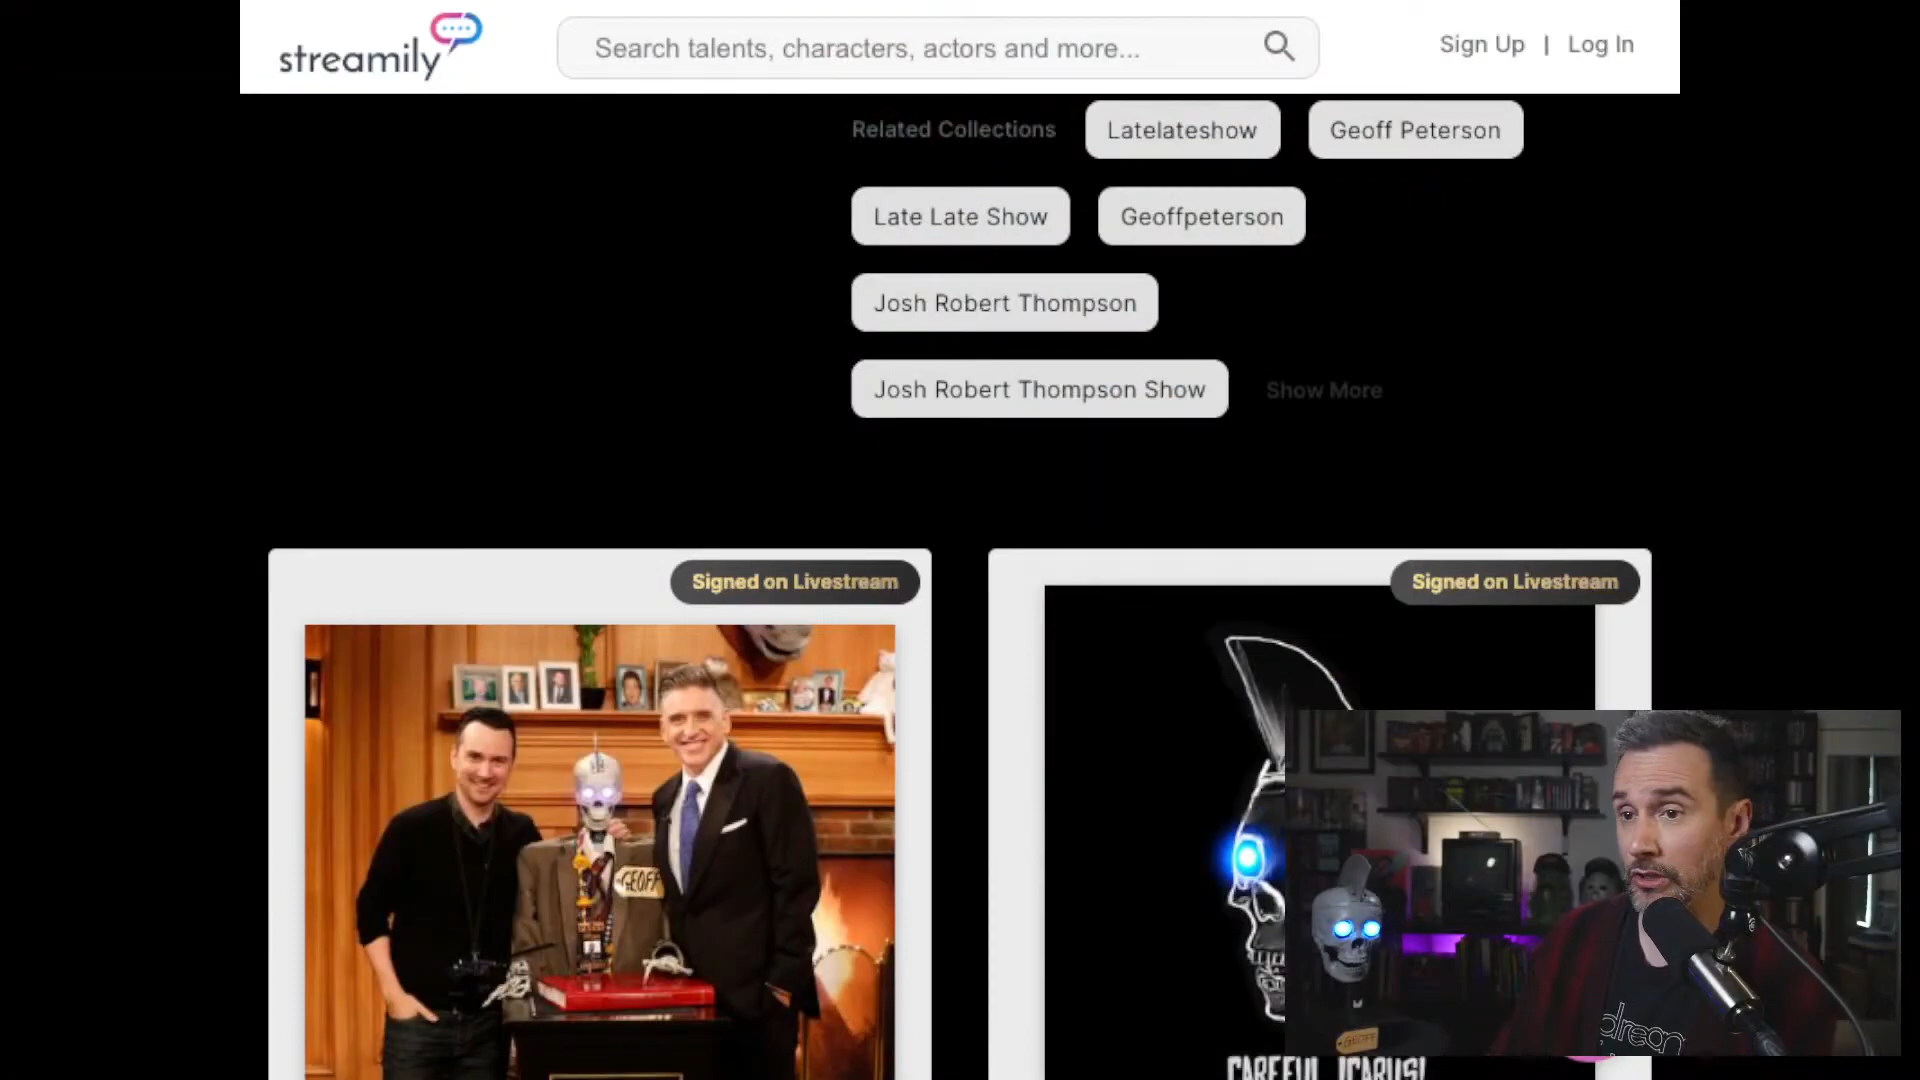 streamily
Search talents, characters, actors and more...
Sign Up | Log In
Related Collections
Latelateshow
Geoff Peterson
Late Late Show
Geoffpeterson
Josh Robert Thompson
Josh Robert Thompson Show
Show More
Signed on Livestream
Signed on Livestream
GEOFF
CAREFUL ICARUS!
GEOFF
drean